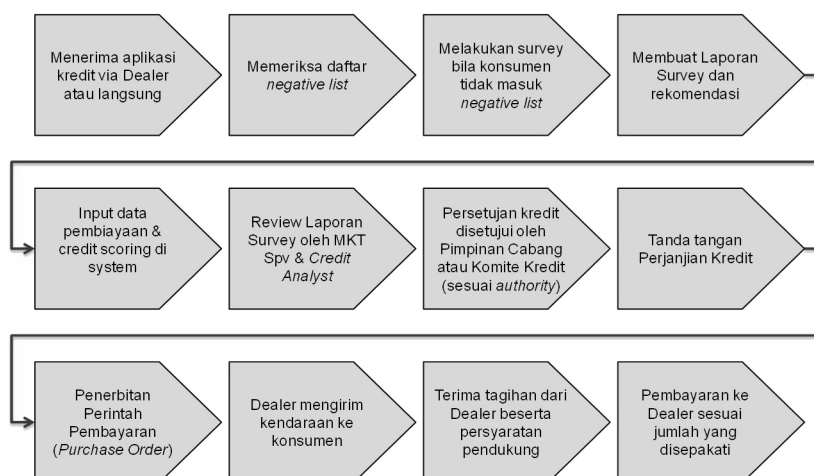 Menerima aplikasi
kredit via Dealer
atau langsung
Memeriksa daftar
negative list
Melakukan survey
bila konsumen
tidak masuk
negative list
Membuat Laporan
Survey dan
rekomendasi
Input data
pembiayaan &
credit scoring di
system
Review Laporan
Survey oleh MKT
Spv & Credit
Analyst
Persetujan kredit
disetujui oleh
Pimpinan Cabang
atau Komite Kredit
(sesuai authority)
Tanda tangan
Perjanjian Kredit
Penerbitan
Perintah
Pembayaran
(Purchase Order)
Dealer mengirim
kendaraan ke
konsumen
Terima tagihan dari
Dealer beserta
persyaratan
pendukung
Pembayaran ke
Dealer sesuai
jumlah yang
disepakati